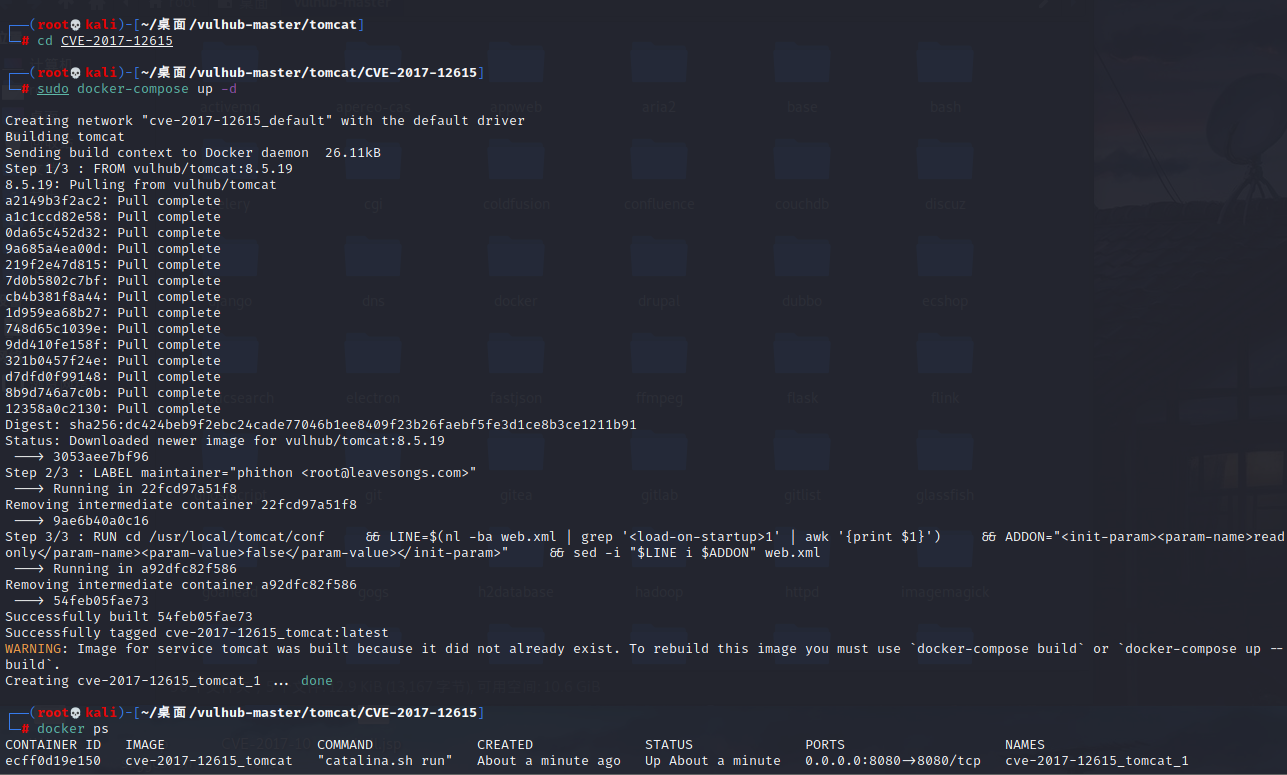 ┌──(root💀kali)-[~/桌面/vulhub-master/tomcat]
└─# cd CVE-2017-12615
┌──(root💀kali)-[~/桌面/vulhub-master/tomcat/CVE-2017-12615]
└─# sudo docker-compose up -d
Creating network "cve-2017-12615_default" with the default driver
Building tomcat
Sending build context to Docker daemon  26.11kB
Step 1/3 : FROM vulhub/tomcat:8.5.19
8.5.19: Pulling from vulhub/tomcat
a2149b3f2ac2: Pull complete
a1c1ccd82e58: Pull complete
0da65c452d32: Pull complete
9a685a4ea00d: Pull complete
219f2e47d815: Pull complete
7d0b5802c7bf: Pull complete
cb4b381f8a44: Pull complete
1d959ea68b27: Pull complete
748d65c1039e: Pull complete
9dd410fe158f: Pull complete
321b0457f24e: Pull complete
d7dfd0f99148: Pull complete
8b9d746a7c0b: Pull complete
12358a0c2130: Pull complete
Digest: sha256:dc424beb9f2ebc24cade77046b1ee8409f23b26faebf5fe3d1ce8b3ce1211b91
Status: Downloaded newer image for vulhub/tomcat:8.5.19
 ---> 3053aee7bf96
Step 2/3 : LABEL maintainer="phithon <root@leavesongs.com>"
 ---> Running in 22fcd97a51f8
Removing intermediate container 22fcd97a51f8
 ---> 9ae6b40a0c16
Step 3/3 : RUN cd /usr/local/tomcat/conf     && LINE=$(nl -ba web.xml | grep '<load-on-startup>1' | awk '{print $1}')     && ADDON="<init-param><param-name>read
only</param-name><param-value>false</param-value></init-param>"     && sed -i "$LINE i $ADDON" web.xml
 ---> Running in a92dfc82f586
Removing intermediate container a92dfc82f586
 ---> 54feb05fae73
Successfully built 54feb05fae73
Successfully tagged cve-2017-12615_tomcat:latest
WARNING: Image for service tomcat was built because it did not already exist. To rebuild this image you must use `docker-compose build` or `docker-compose up --
build`.
Creating cve-2017-12615_tomcat_1 ... done
┌──(root💀kali)-[~/桌面/vulhub-master/tomcat/CVE-2017-12615]
└─# docker ps
CONTAINER ID   IMAGE                   COMMAND             CREATED              STATUS              PORTS                    NAMES
ecff0d19e150   cve-2017-12615_tomcat   "catalina.sh run"   About a minute ago   Up About a minute   0.0.0.0:8080->8080/tcp   cve-2017-12615_tomcat_1